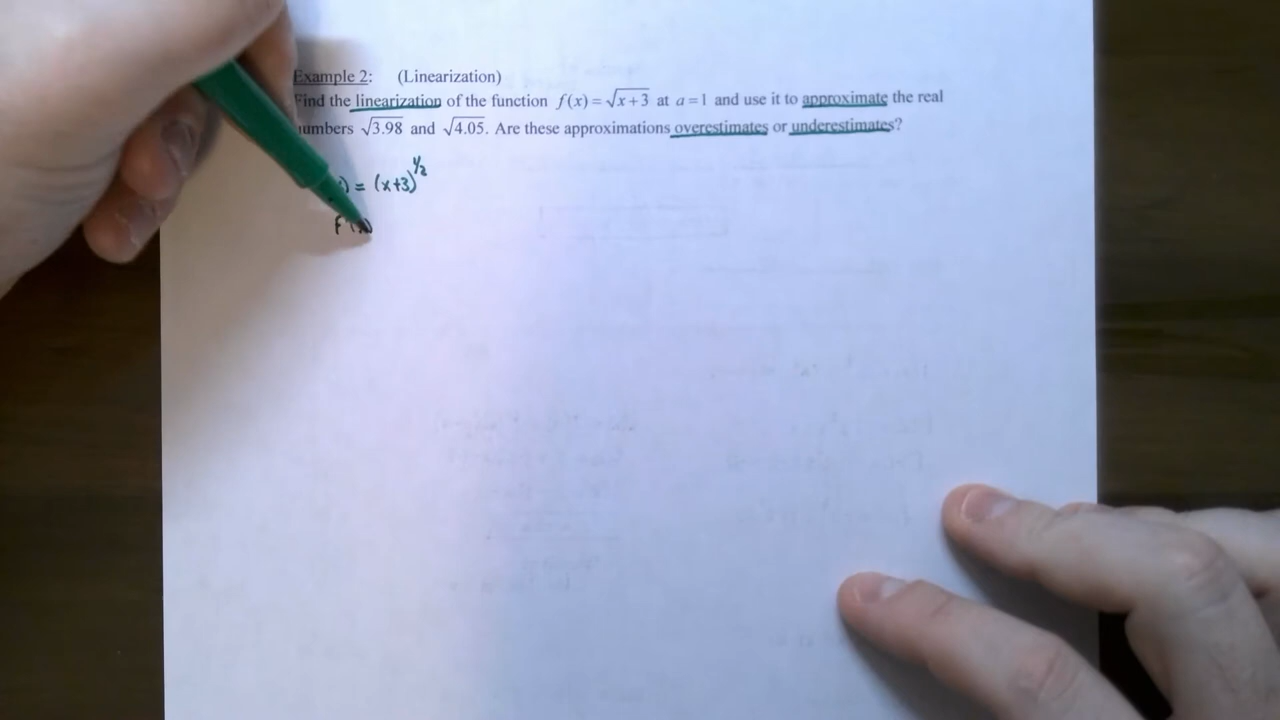 Example 2: (Linearization)
Find the linearization of the function f(x) = √x+3 at a = 1 and use it to approximate the real
umbers √3.98 and √4.05. Are these approximations overestimates or underestimates?
) = (x+3)^½
f'(x)